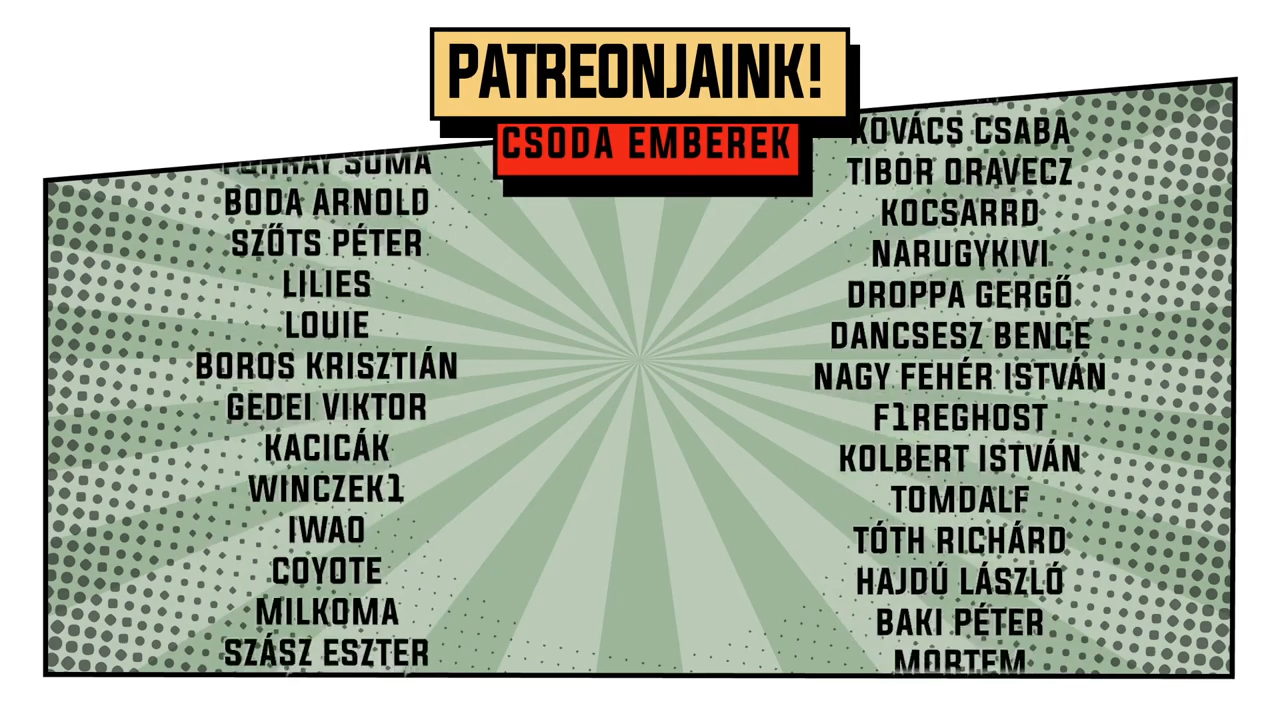 PATREONJAINK!
CSODA EMBEREK
SOMA
BODA ARNOLD
SZŐTS PÉTER
LILIES
LOUIE
BOROS KRISZTIÁN
GEDEI VIKTOR
KACICÁK
WINCZEK1
IWAO
COYOTE
MILKOMA
SZÁSZ ESZTER
KOVÁCS CSABA
TIBOR ORAVECZ
KOCSARRD
NARUGYKIVI
DROPPA GERGŐ
DANCSESZ BENCE
NAGY FEHÉR ISTVÁN
F1REGHOST
KOLBERT ISTVÁN
TOMDALF
TÓTH RICHÁRD
HAJDÚ LÁSZLÓ
BAKI PÉTER
MORTEM